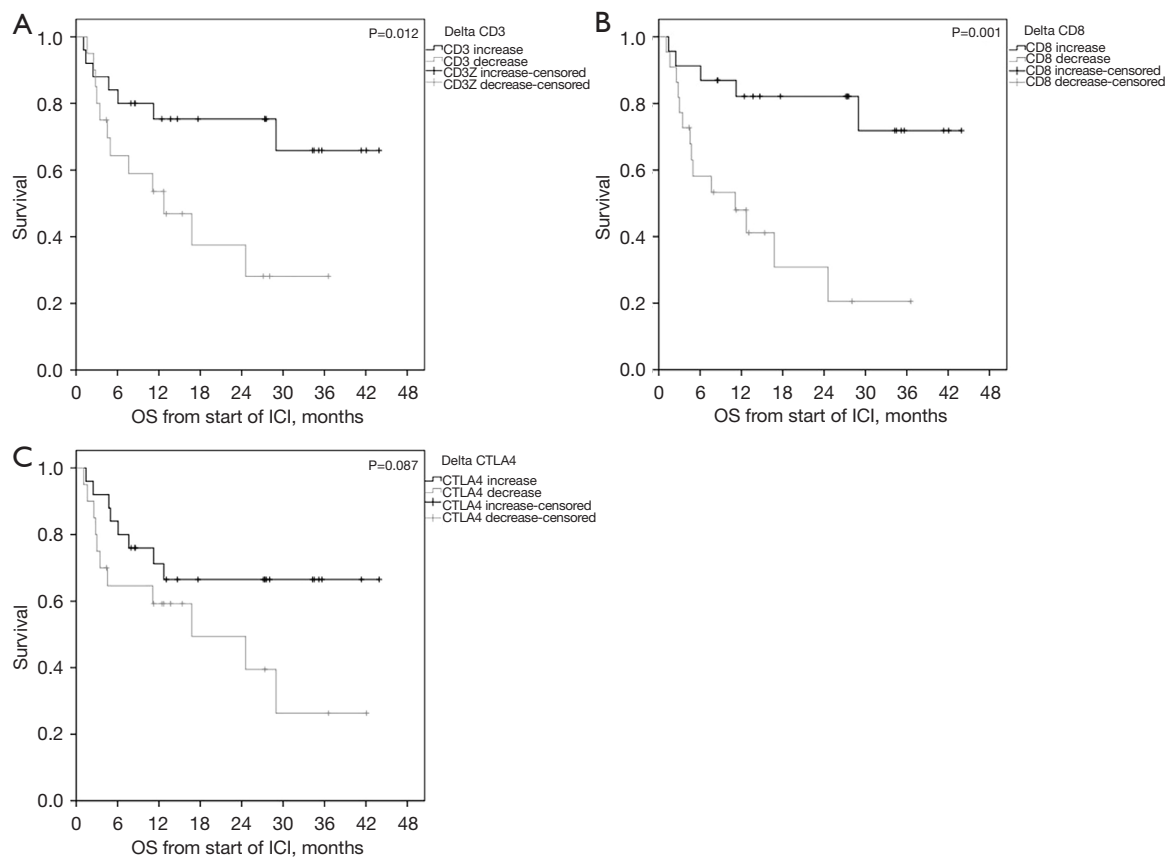 A
P=0.012
Delta CD3
CD3 increase
CD3 decrease
CD3Z increase-censored
CD3Z decrease-censored
1.0
0.8
0.6
0.4
0.2
0.0
Survival
0 6 12 18 24 30 36 42 48
OS from start of ICI, months
B
P=0.001
Delta CD8
CD8 increase
CD8 decrease
CD8 increase-censored
CD8 decrease-censored
1.0
0.8
0.6
0.4
0.2
0.0
Survival
0 6 12 18 24 30 36 42 48
OS from start of ICI, months
C
P=0.087
Delta CTLA4
CTLA4 increase
CTLA4 decrease
CTLA4 increase-censored
CTLA4 decrease-censored
1.0
0.8
0.6
0.4
0.2
0.0
Survival
0 6 12 18 24 30 36 42 48
OS from start of ICI, months